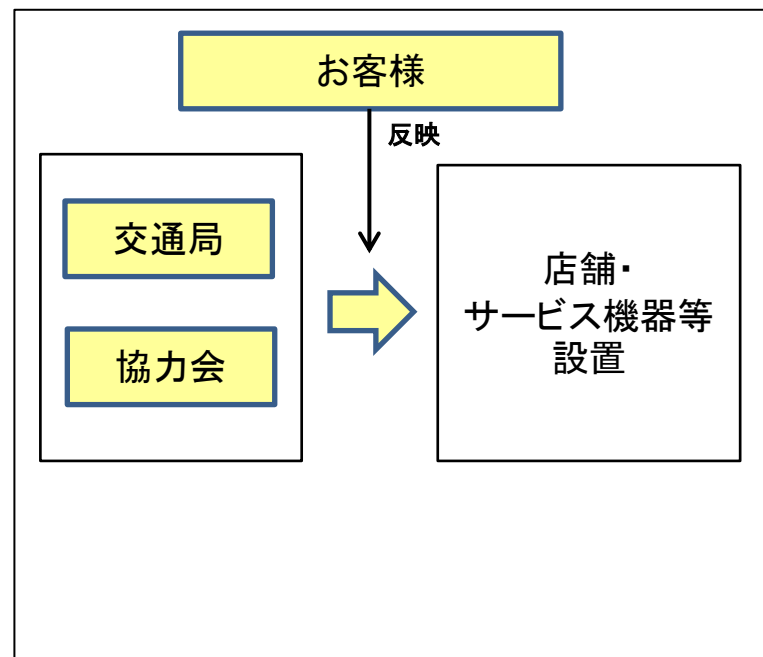 お客様
反映
交通局
協力会
店舗・
サービス機器等
設置